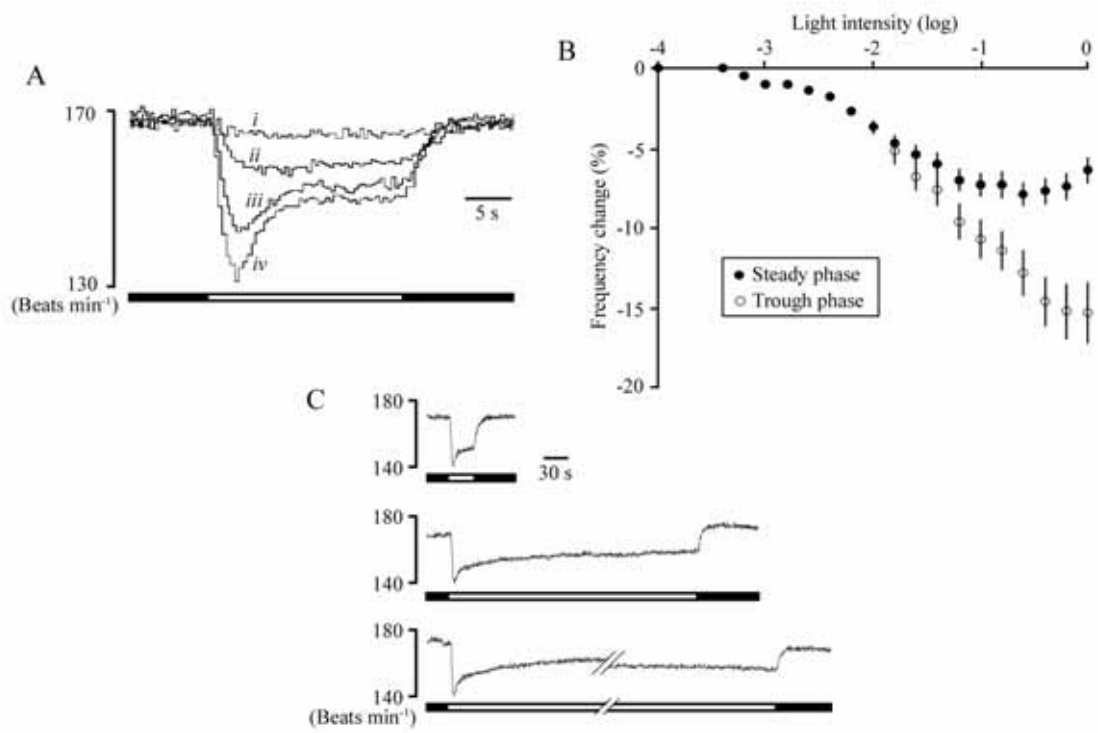 A
170
i
ii
iii
iv
5 s
130
(Beats min⁻¹)
B
Light intensity (log)
-4 -3 -2 -1 0
0
-5
-10
-15
-20
Frequency change (%)
Steady phase
Trough phase
C
180
140
30 s
180
140
180
140
(Beats min⁻¹)